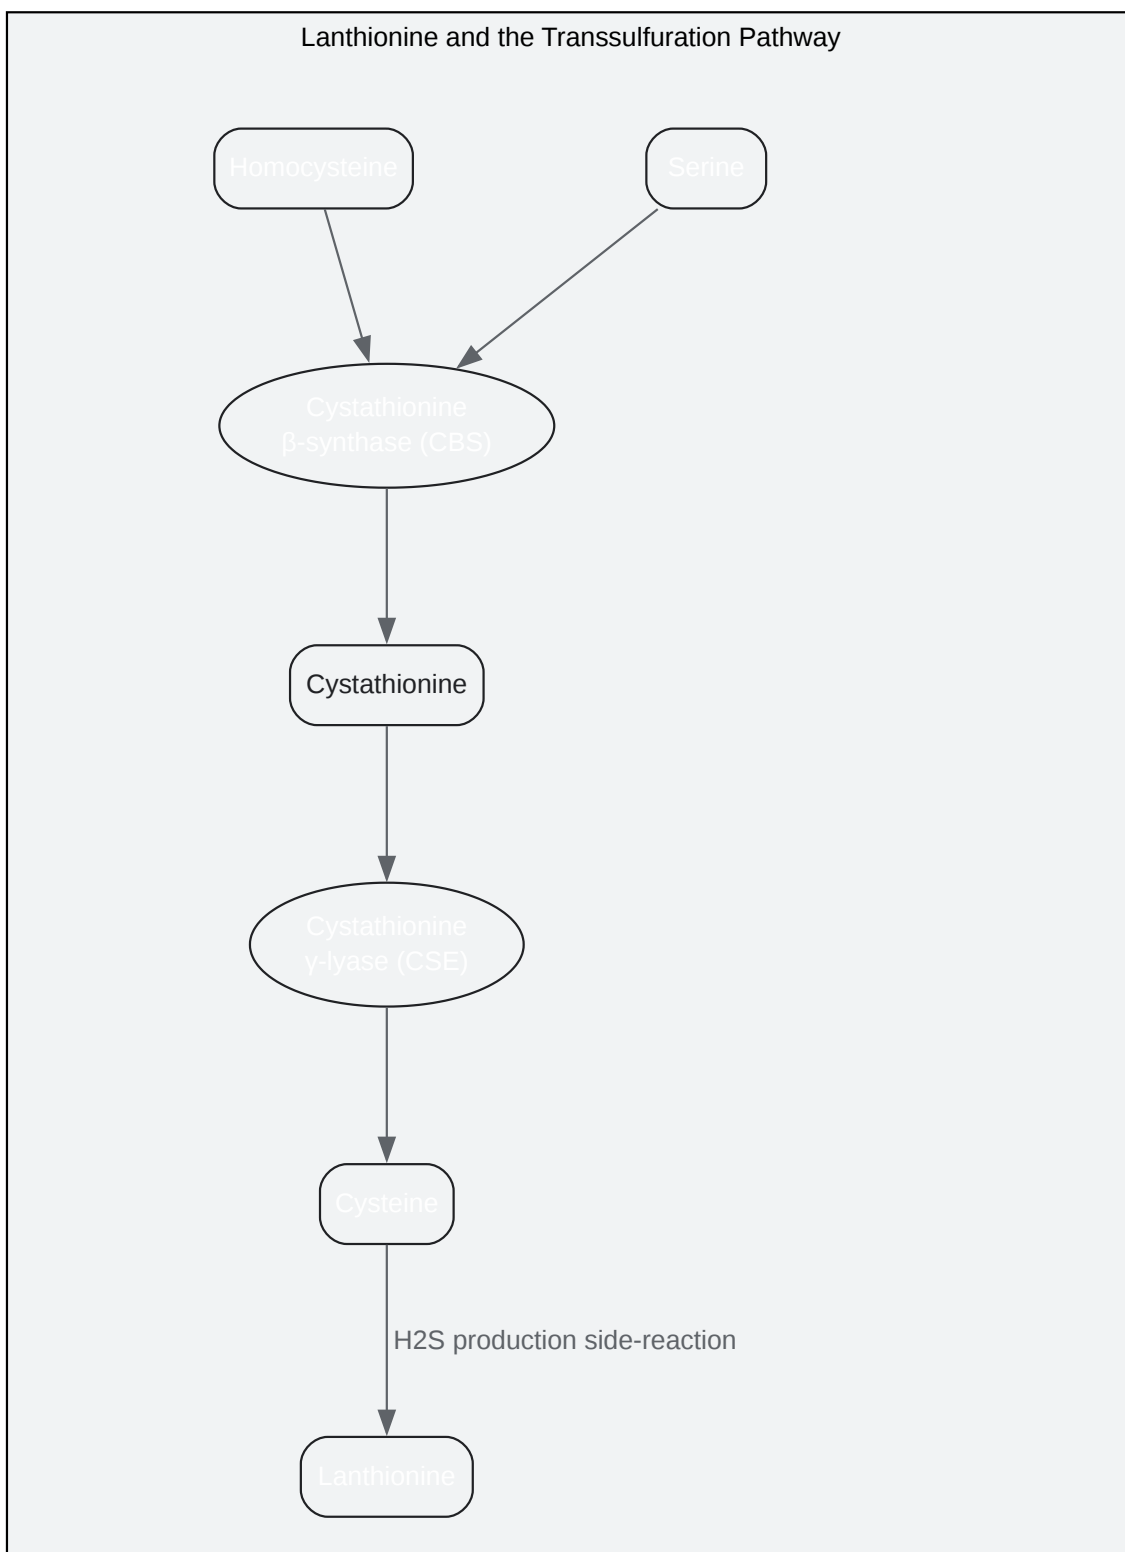 Lanthionine and the Transsulfuration Pathway
Homocysteine
Serine
Cystathionine
β-synthase (CBS)
Cystathionine
Cystathionine
γ-lyase (CSE)
Cysteine
H2S production side-reaction
Lanthionine